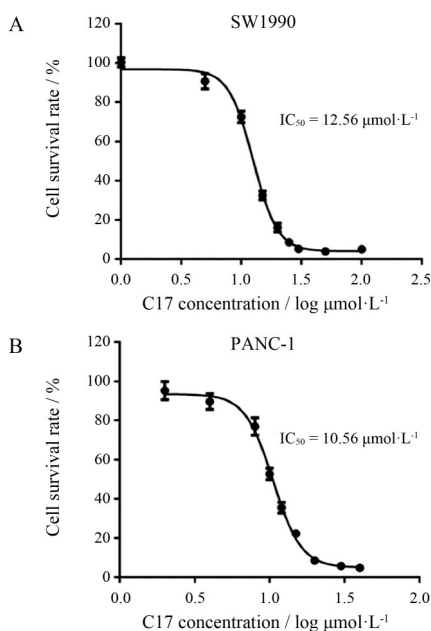 A
SW1990
Cell survival rate / %
120
100
80
60
40
20
0
IC₅₀ = 12.56 μmol·L⁻¹
0.0 0.5 1.0 1.5 2.0 2.5
C17 concentration / log μmol·L⁻¹
B
PANC-1
Cell survival rate / %
120
100
80
60
40
20
0
IC₅₀ = 10.56 μmol·L⁻¹
0.0 0.5 1.0 1.5 2.0
C17 concentration / log μmol·L⁻¹